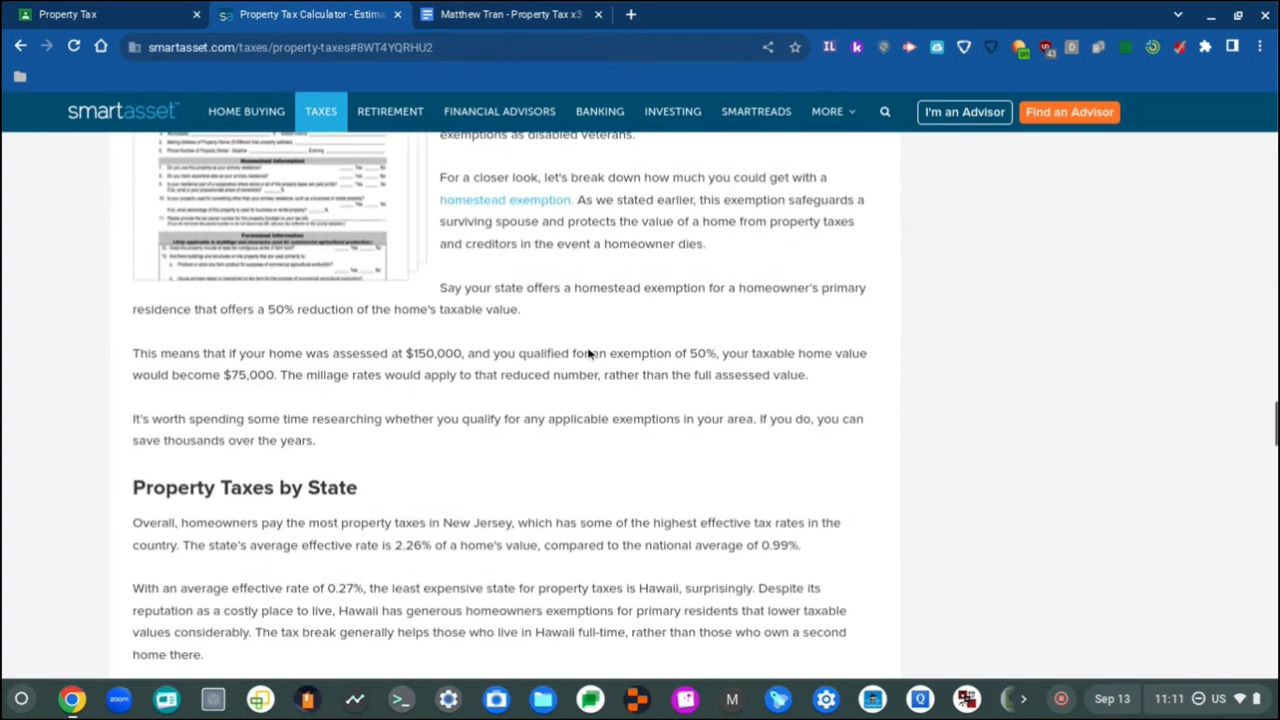 Property Tax
Property Tax Calculator - Estim
Matthew Tran - Property Tax x3
smartasset.com/taxes/property-taxes#8WT4YQRHU2
smartasset
HOME BUYING
TAXES
RETIREMENT
FINANCIAL ADVISORS
BANKING
INVESTING
SMARTREADS
MORE
I'm an Advisor
Find an Advisor
exemptions as disabled veterans.
Homestead Information
For a closer look, let's break down how much you could get with a
homestead exemption. As we stated earlier, this exemption safeguards a
surviving spouse and protects the value of a home from property taxes
and creditors in the event a homeowner dies.
Farmstead Information
Say your state offers a homestead exemption for a homeowner's primary
residence that offers a 50% reduction of the home's taxable value.
This means that if your home was assessed at $150,000, and you qualified for an exemption of 50%, your taxable home value
would become $75,000. The millage rates would apply to that reduced number, rather than the full assessed value.
It's worth spending some time researching whether you qualify for any applicable exemptions in your area. If you do, you can
save thousands over the years.
Property Taxes by State
Overall, homeowners pay the most property taxes in New Jersey, which has some of the highest effective tax rates in the
country. The state's average effective rate is 2.26% of a home's value, compared to the national average of 0.99%.
With an average effective rate of 0.27%, the least expensive state for property taxes is Hawaii, surprisingly. Despite its
reputation as a costly place to live, Hawaii has generous homeowners exemptions for primary residents that lower taxable
values considerably. The tax break generally helps those who live in Hawaii full-time, rather than those who own a second
home there.
zoom
M
Q
Sep 13
11:11
US